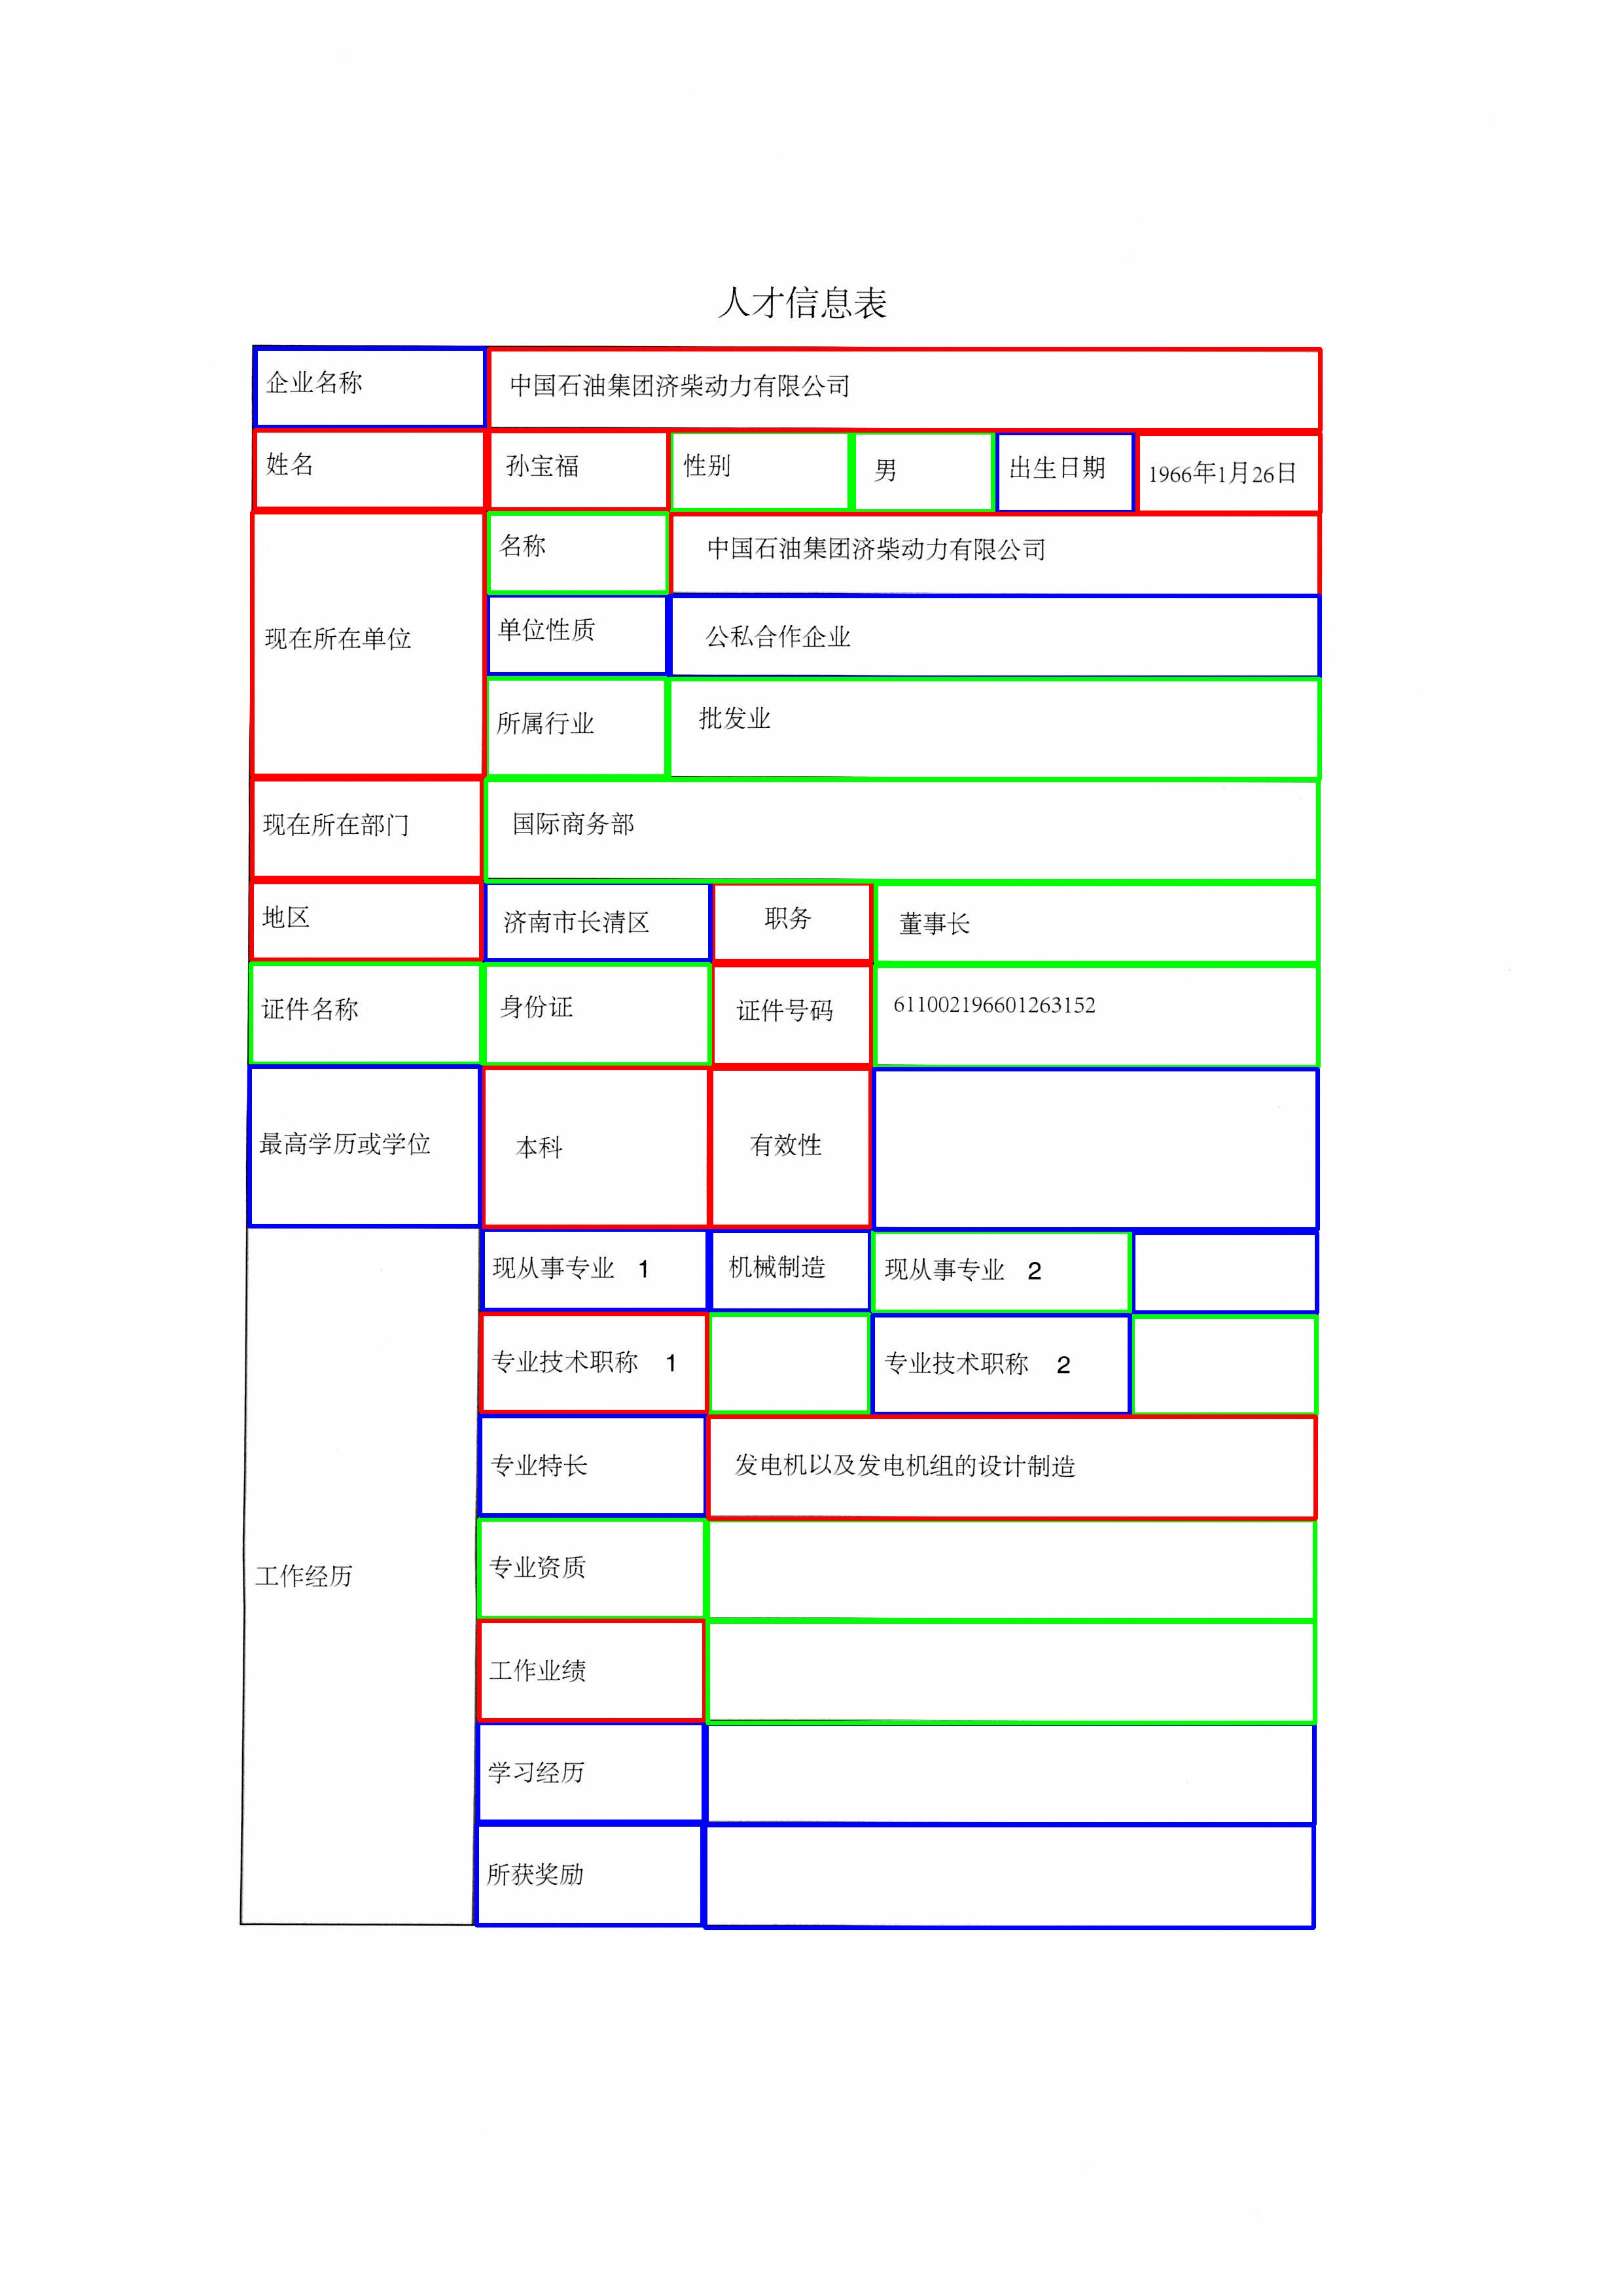 人才信息表
企业名称 中国石油集团济柴动力有限公司
姓名 孙宝福 性别 男 出生日期 1966年1月26日
现在所在单位
名称 中国石油集团济柴动力有限公司
单位性质 公私合作企业
所属行业 批发业
现在所在部门 国际商务部
地区 济南市长清区 职务 董事长
证件名称 身份证 证件号码 611002196601263152
最高学历或学位 本科 有效性
工作经历
现从事专业 1 机械制造 现从事专业 2
专业技术职称 1 专业技术职称 2
专业特长 发电机以及发电机组的设计制造
专业资质
工作业绩
学习经历
所获奖励